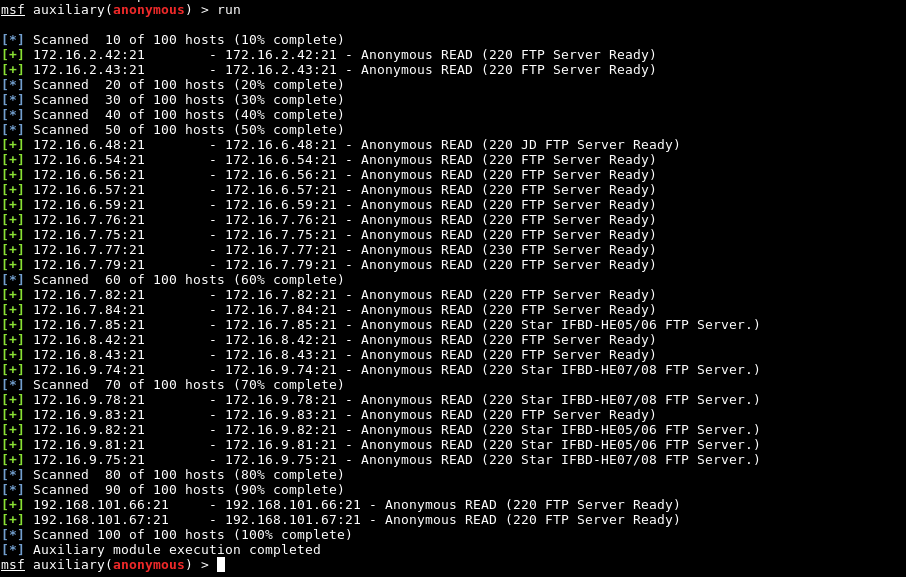 msf auxiliary(anonymous) > run
[*] Scanned  10 of 100 hosts (10% complete)
[+] 172.16.2.42:21        - 172.16.2.42:21 - Anonymous READ (220 FTP Server Ready)
[+] 172.16.2.43:21        - 172.16.2.43:21 - Anonymous READ (220 FTP Server Ready)
[*] Scanned  20 of 100 hosts (20% complete)
[*] Scanned  30 of 100 hosts (30% complete)
[*] Scanned  40 of 100 hosts (40% complete)
[*] Scanned  50 of 100 hosts (50% complete)
[+] 172.16.6.48:21        - 172.16.6.48:21 - Anonymous READ (220 JD FTP Server Ready)
[+] 172.16.6.54:21        - 172.16.6.54:21 - Anonymous READ (220 FTP Server Ready)
[+] 172.16.6.56:21        - 172.16.6.56:21 - Anonymous READ (220 FTP Server Ready)
[+] 172.16.6.57:21        - 172.16.6.57:21 - Anonymous READ (220 FTP Server Ready)
[+] 172.16.6.59:21        - 172.16.6.59:21 - Anonymous READ (220 FTP Server Ready)
[+] 172.16.7.76:21        - 172.16.7.76:21 - Anonymous READ (220 FTP Server Ready)
[+] 172.16.7.75:21        - 172.16.7.75:21 - Anonymous READ (220 FTP Server Ready)
[+] 172.16.7.77:21        - 172.16.7.77:21 - Anonymous READ (230 FTP Server Ready)
[+] 172.16.7.79:21        - 172.16.7.79:21 - Anonymous READ (220 FTP Server Ready)
[*] Scanned  60 of 100 hosts (60% complete)
[+] 172.16.7.82:21        - 172.16.7.82:21 - Anonymous READ (220 FTP Server Ready)
[+] 172.16.7.84:21        - 172.16.7.84:21 - Anonymous READ (220 FTP Server Ready)
[+] 172.16.7.85:21        - 172.16.7.85:21 - Anonymous READ (220 Star IFBD-HE05/06 FTP Server.)
[+] 172.16.8.42:21        - 172.16.8.42:21 - Anonymous READ (220 FTP Server Ready)
[+] 172.16.8.43:21        - 172.16.8.43:21 - Anonymous READ (220 FTP Server Ready)
[+] 172.16.9.74:21        - 172.16.9.74:21 - Anonymous READ (220 Star IFBD-HE07/08 FTP Server.)
[*] Scanned  70 of 100 hosts (70% complete)
[+] 172.16.9.78:21        - 172.16.9.78:21 - Anonymous READ (220 Star IFBD-HE07/08 FTP Server.)
[+] 172.16.9.83:21        - 172.16.9.83:21 - Anonymous READ (220 FTP Server Ready)
[+] 172.16.9.82:21        - 172.16.9.82:21 - Anonymous READ (220 Star IFBD-HE05/06 FTP Server.)
[+] 172.16.9.81:21        - 172.16.9.81:21 - Anonymous READ (220 Star IFBD-HE05/06 FTP Server.)
[+] 172.16.9.75:21        - 172.16.9.75:21 - Anonymous READ (220 Star IFBD-HE07/08 FTP Server.)
[*] Scanned  80 of 100 hosts (80% complete)
[*] Scanned  90 of 100 hosts (90% complete)
[+] 192.168.101.66:21     - 192.168.101.66:21 - Anonymous READ (220 FTP Server Ready)
[+] 192.168.101.67:21     - 192.168.101.67:21 - Anonymous READ (220 FTP Server Ready)
[*] Scanned 100 of 100 hosts (100% complete)
[*] Auxiliary module execution completed
msf auxiliary(anonymous) >